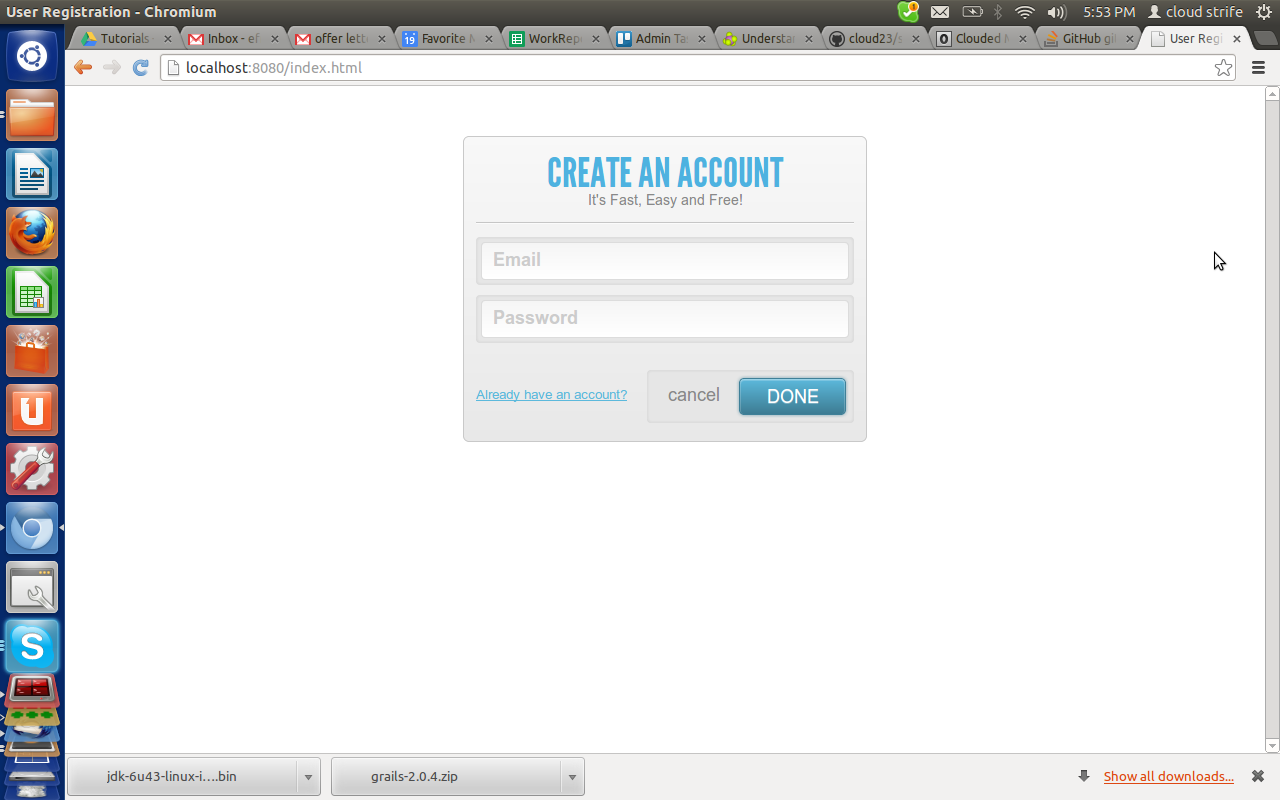 User Registration - Chromium
5:53 PM
cloud strife
Tutorials
Inbox - ef
offer lett
19
Favorite
WorkRep
Admin Ta
Understa
cloud23/s
Clouded
GitHub gi
User Regi
localhost:8080/index.html
CREATE AN ACCOUNT
It's Fast, Easy and Free!
Email
Password
Already have an account?
cancel
DONE
jdk-6u43-linux-i....bin
grails-2.0.4.zip
Show all downloads...